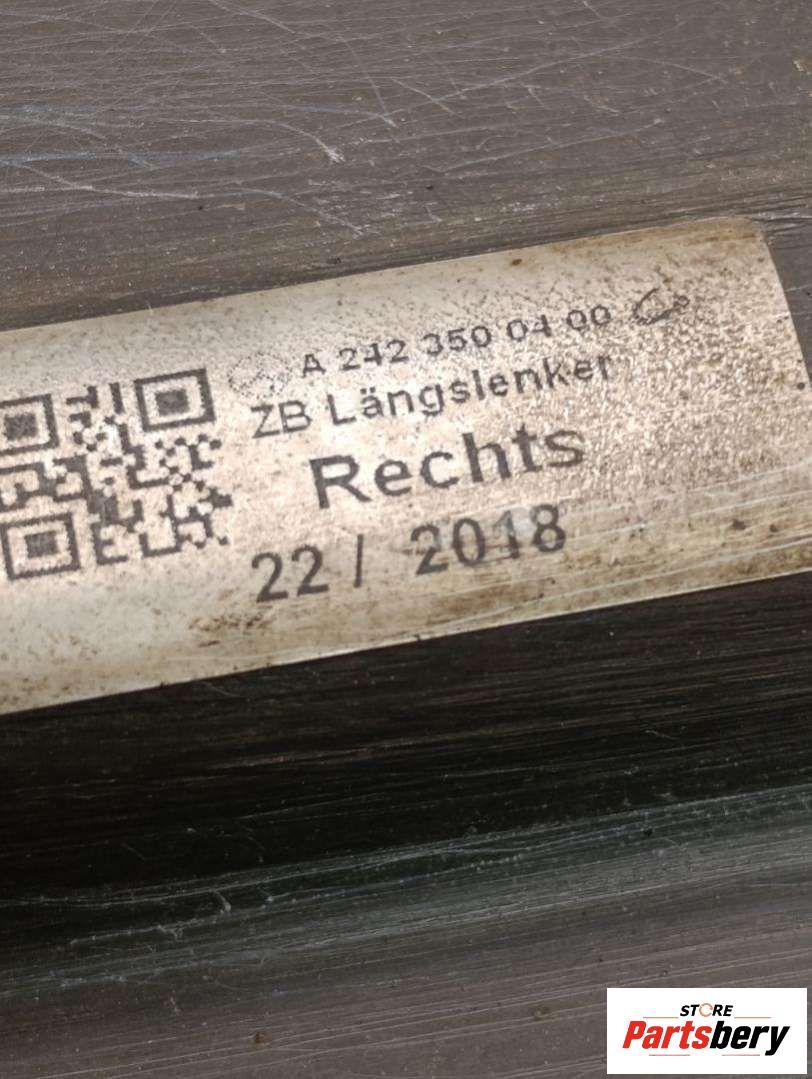 A 242 350 04 00
ZB Längslenker
Rechts
22 / 2018
STORE
Partsbery